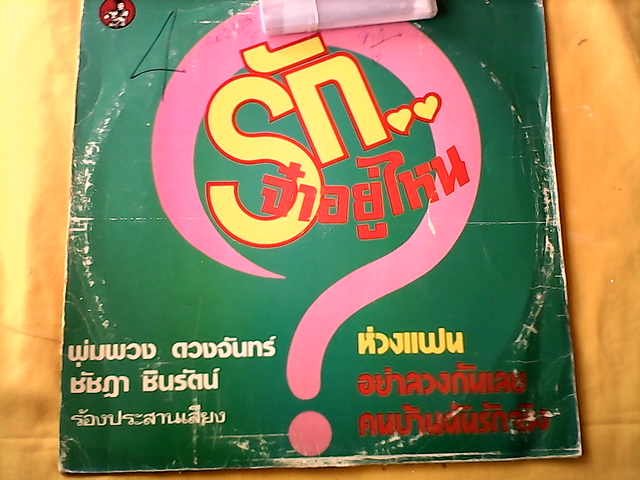 รัก..
จ๋าอยู่ไหน
พุ่มพวง ดวงจันทร์
ชัชฎา ชินรัตน์
ร้องประสานเสียง
ห่วงแฟน
อย่าลวงกันเลย
คนบ้านฉันรักจริง